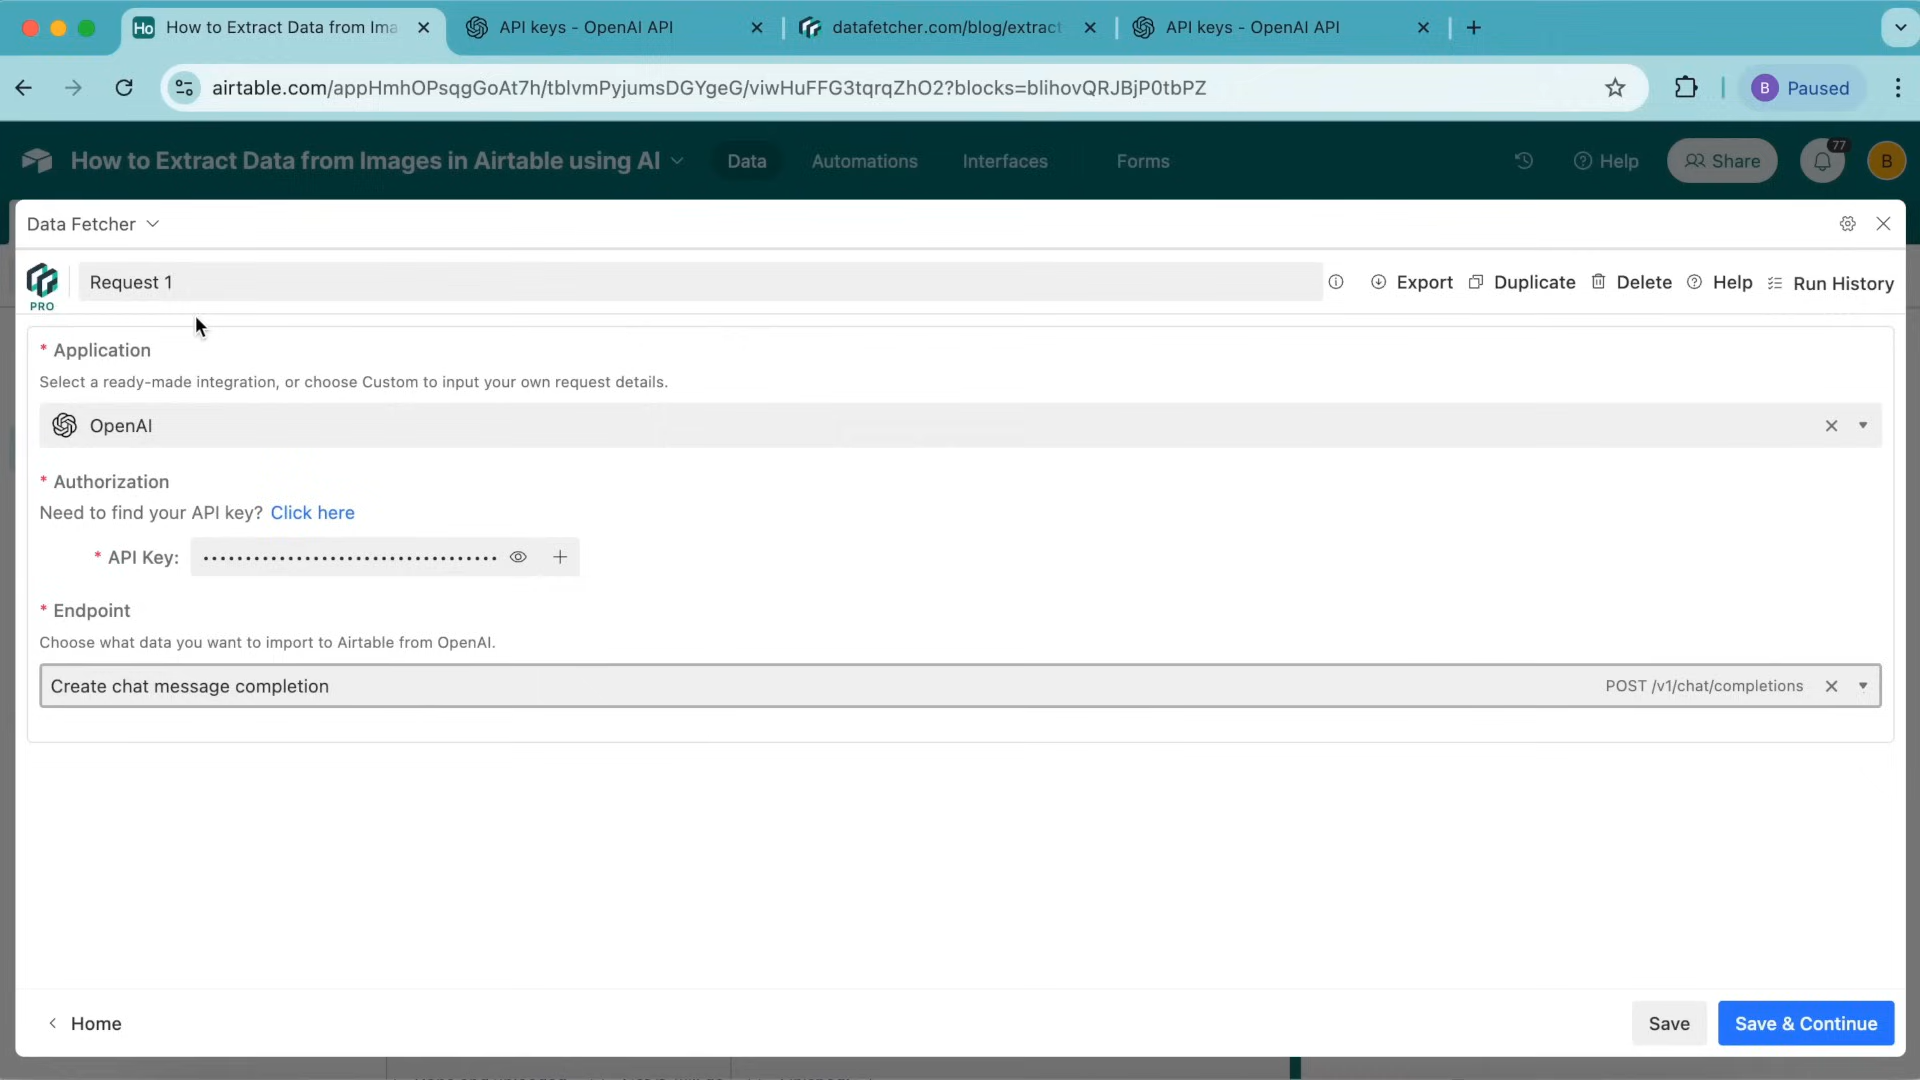 Ho How to Extract Data from Ima
API keys - OpenAI API
datafetcher.com/blog/extract
API keys - OpenAI API
airtable.com/appHmhOPsqgGoAt7h/tblvmPyjumsDGYgeG/viwHuFFG3tqrqZhO2?blocks=blihovQRJBjP0tbPZ
B Paused
How to Extract Data from Images in Airtable using AI
Data Automations Interfaces Forms
Help Share 77 B
Data Fetcher
PRO
Request 1
Export Duplicate Delete Help Run History
* Application
Select a ready-made integration, or choose Custom to input your own request details.
OpenAI
* Authorization
Need to find your API key? Click here
* API Key:
* Endpoint
Choose what data you want to import to Airtable from OpenAI.
Create chat message completion POST /v1/chat/completions
Home
Save Save & Continue